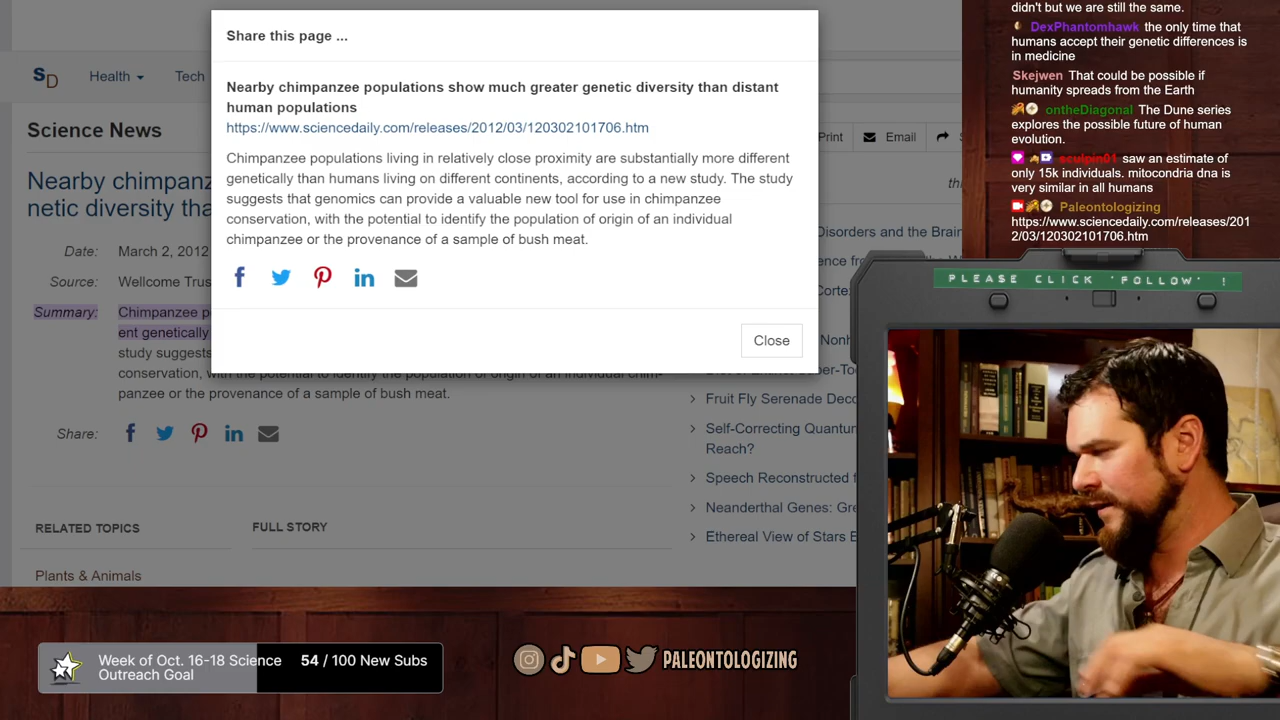 Share this page ...
Nearby chimpanzee populations show much greater genetic diversity than distant
human populations
https://www.sciencedaily.com/releases/2012/03/120302101706.htm
Chimpanzee populations living in relatively close proximity are substantially more different
genetically than humans living on different continents, according to a new study. The study
suggests that genomics can provide a valuable new tool for use in chimpanzee
conservation, with the potential to identify the population of origin of an individual
chimpanzee or the provenance of a sample of bush meat.
Close
SD
Health
Tech
Science News
Print
Email
Nearby chimpanz
netic diversity tha
Date: March 2, 2012
Source: Wellcome Trus
Summary: Chimpanzee p
ent genetically
study suggests
conservation, with the potential to identify the population of origin of an individual chim-
panzee or the provenance of a sample of bush meat.
Share:
RELATED TOPICS
FULL STORY
Plants & Animals
Disorders and the Brain
Cortex
Fruit Fly Serenade Deco
Self-Correcting Quantur
Reach?
Speech Reconstructed f
Neanderthal Genes: Gre
Ethereal View of Stars E
didn't but we are still the same.
DexPhantomhawk the only time that
humans accept their genetic differences is
in medicine
Skejwen That could be possible if
humanity spreads from the Earth
ontheDiagonal The Dune series
explores the possible future of human
evolution.
sculpin01 saw an estimate of
only 15k individuals. mitocondria dna is
very similar in all humans
Paleontologizing
https://www.sciencedaily.com/releases/201
2/03/120302101706.htm
PLEASE CLICK 'FOLLOW' !
Week of Oct. 16-18 Science
Outreach Goal
54 / 100 New Subs
PALEONTOLOGIZING